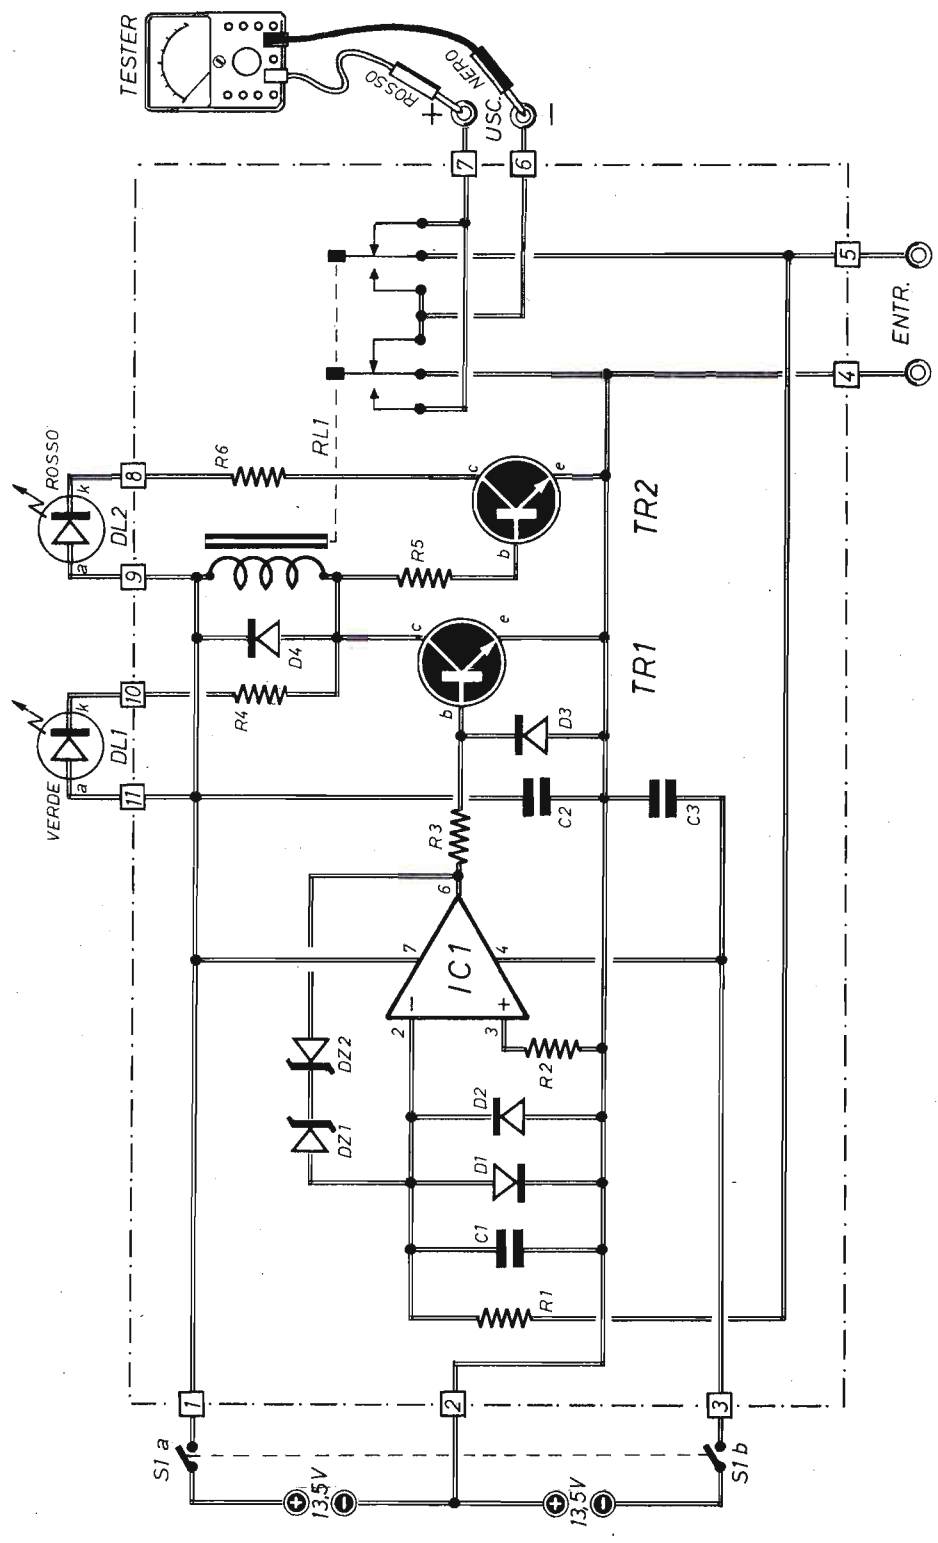 TESTER
ROSSO
NERO
+
USC.
−
7
6
5
ENTR.
4
ROSSO
k
8
R6
DL2
a
9
RL1
c
e
b
TR2
R5
D4
c
e
b
TR1
10
R4
k
DL1
VERDE
a
11
D3
C2
C3
R3
6
7
4
IC1
−
+
2
3
R2
DZ2
DZ1
D2
D1
C1
R1
1
2
3
S1a
S1b
+
13,5V
−
+
13,5V
−